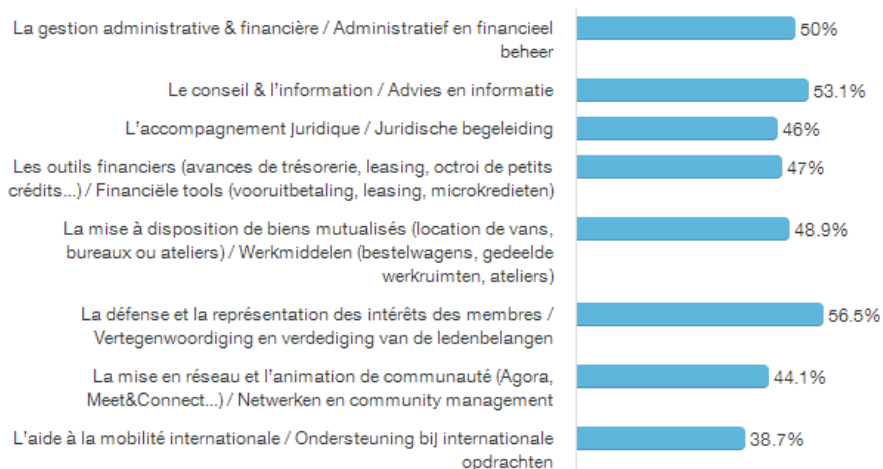 La gestion administrative & financière / Administratief en financieel
beheer
50%
Le conseil & l'information / Advies en informatie
53.1%
L'accompagnement juridique / Juridische begeleiding
46%
Les outils financiers (avances de trésorerie, leasing, octroi de petits
crédits...) / Financiële tools (vooruitbetaling, leasing, microkredieten)
47%
La mise à disposition de biens mutualisés (location de vans,
bureaux ou ateliers) / Werkmiddelen (bestelwagens, gedeelde
werkruimten, ateliers)
48.9%
La défense et la représentation des intérêts des membres /
Vertegenwoordiging en verdediging van de ledenbelangen
56.5%
La mise en réseau et l'animation de communauté (Agora,
Meet&Connect...) / Netwerken en community management
44.1%
L'aide à la mobilité internationale / Ondersteuning bij internationale
opdrachten
38.7%